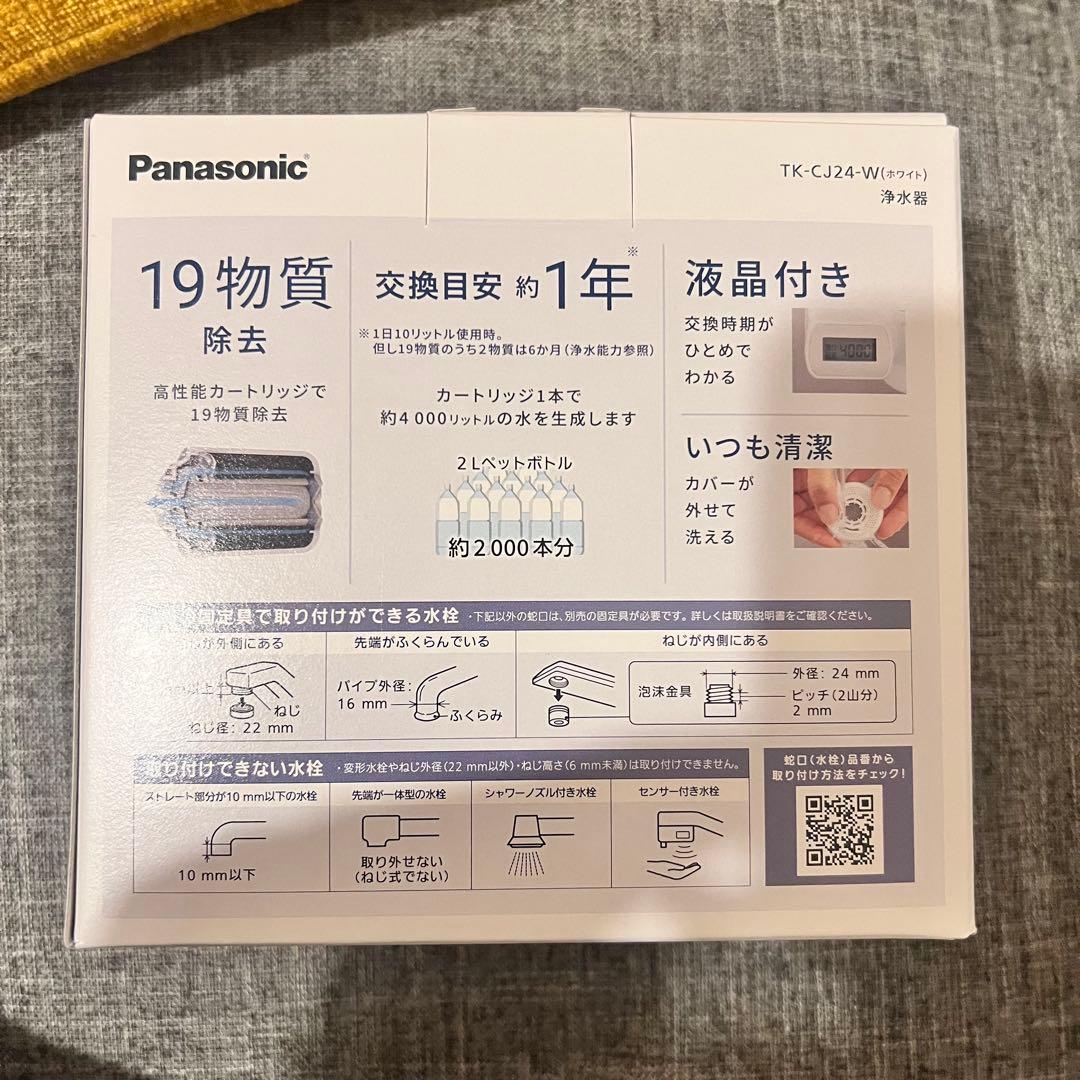 Panasonic®
TK-CJ24-W(ホワイト)
浄水器
19物質
除去
高性能カートリッジで
19物質除去
交換目安 約1年※
※1日10リットル使用時。
但し19物質のうち2物質は6か月(浄水能力参照)
カートリッジ1本で
約4 000リットルの水を生成します
2Lペットボトル
約2 000本分
液晶付き
交換時期が
ひとめで
わかる
4000
いつも清潔
カバーが
外せて
洗える
固定具で取り付けができる水栓 ・下記以外の蛇口は、別売の固定具が必要です。詳しくは取扱説明書をご確認ください。
が外側にある
以上
ねじ
ねじ径: 22 mm
先端がふくらんでいる
パイプ外径:
16 mm
ふくらみ
ねじが内側にある
泡沫金具
外径: 24 mm
ピッチ(2山分)
2 mm
取り付けできない水栓 ・変形水栓やねじ外径(22 mm以外)・ねじ高さ(6 mm未満)は取り付けできません。
ストレート部分が10 mm以下の水栓
10 mm以下
先端が一体型の水栓
取り外せない
(ねじ式でない)
シャワーノズル付き水栓
センサー付き水栓
蛇口(水栓)品番から
取り付け方法をチェック!